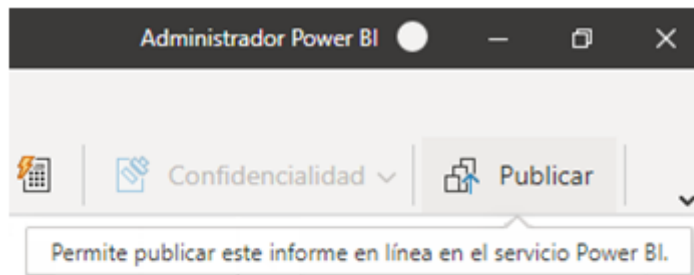 Administrador Power BI
Confidencialidad
Publicar
Permite publicar este informe en línea en el servicio Power BI.